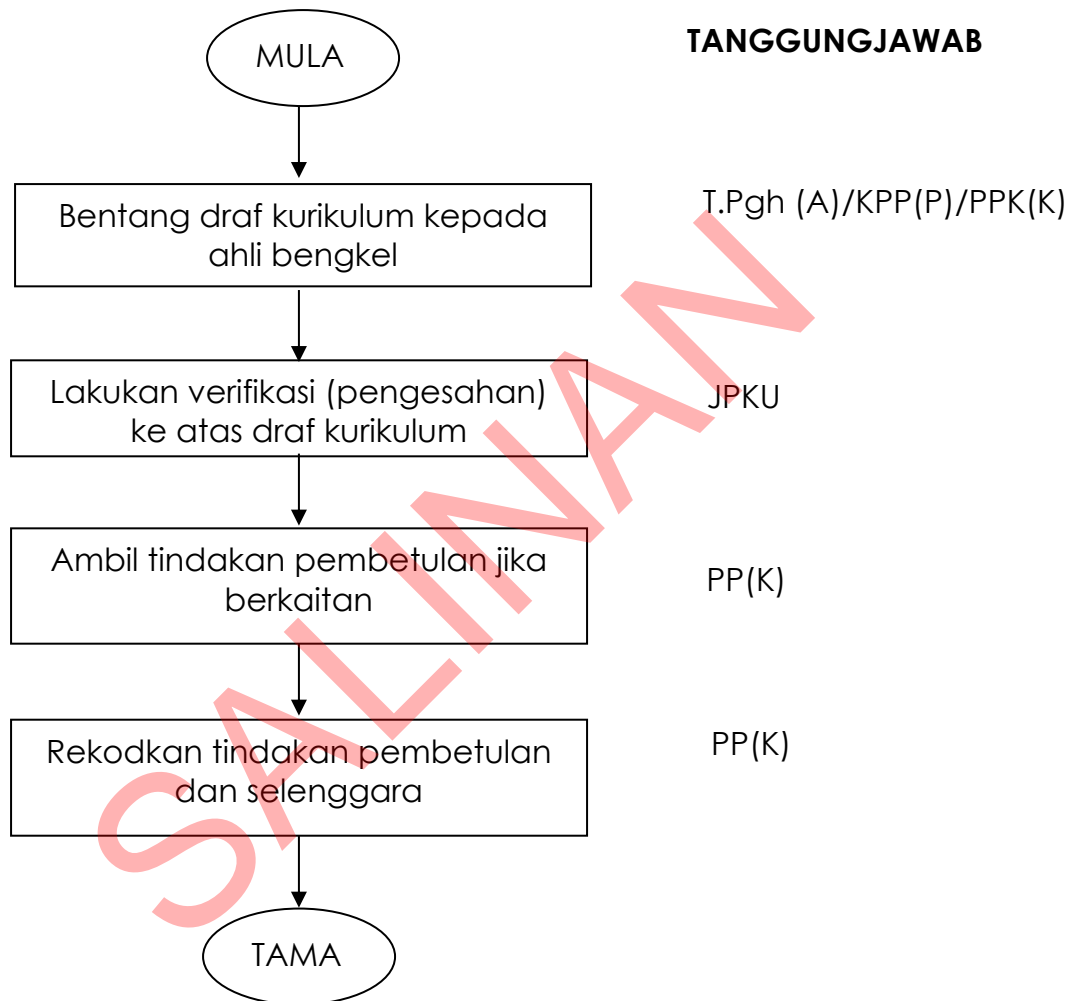 MULA
TANGGUNGJAWAB
Bentang draf kurikulum kepada
ahli bengkel
T.Pgh (A)/KPP(P)/PPK(K)
Lakukan verifikasi (pengesahan)
ke atas draf kurikulum
JPKU
Ambil tindakan pembetulan jika
berkaitan
PP(K)
Rekodkan tindakan pembetulan
dan selenggara
PP(K)
TAMA
SALINAN